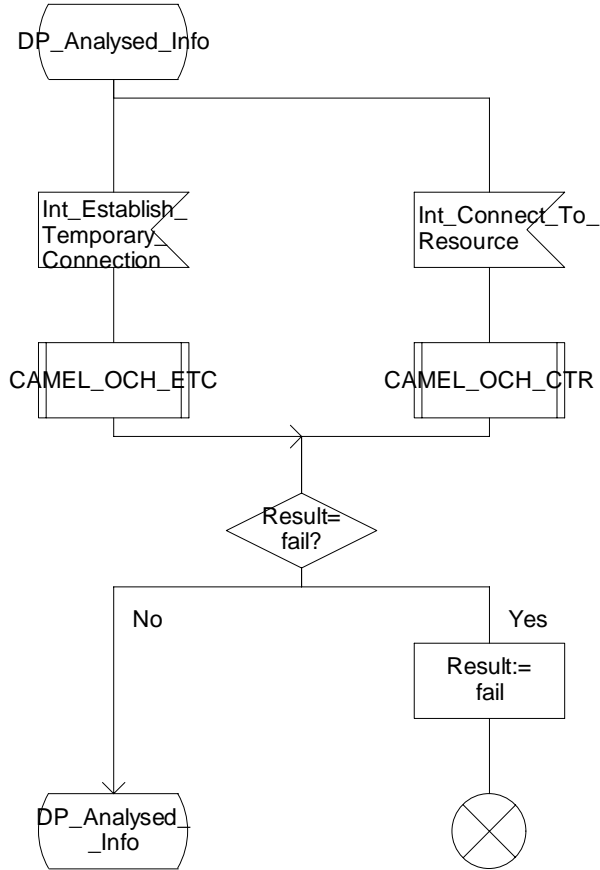 DP_Analysed_Info
Int_Establish_
Temporary_
Connection
Int_Connect_To_
Resource
CAMEL_OCH_ETC
CAMEL_OCH_CTR
Result=
fail?
No
Yes
Result:=
fail
DP_Analysed_
_Info